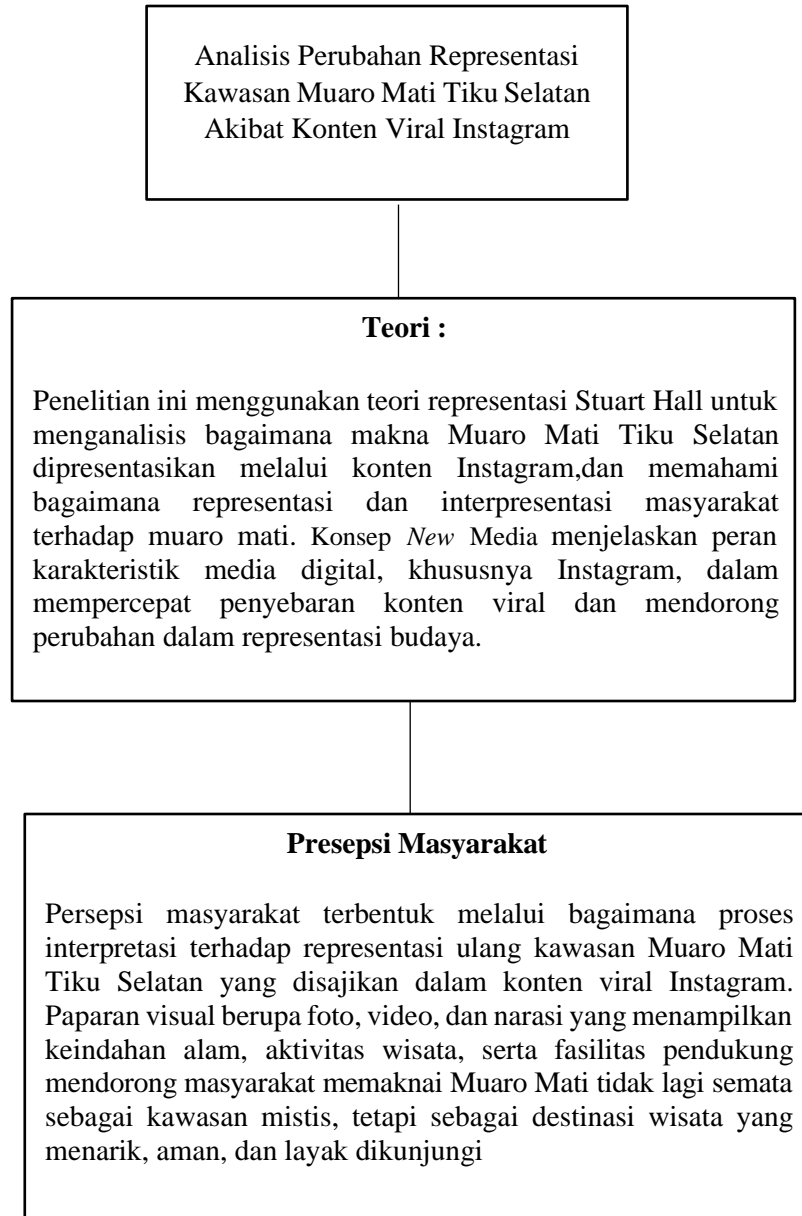 Analisis Perubahan Representasi
Kawasan Muaro Mati Tiku Selatan
Akibat Konten Viral Instagram
Teori :
Penelitian ini menggunakan teori representasi Stuart Hall untuk
menganalisis bagaimana makna Muaro Mati Tiku Selatan
dipresentasikan melalui konten Instagram,dan memahami
bagaimana representasi dan interpresentasi masyarakat
terhadap muaro mati. Konsep New Media menjelaskan peran
karakteristik media digital, khususnya Instagram, dalam
mempercepat penyebaran konten viral dan mendorong
perubahan dalam representasi budaya.
Presepsi Masyarakat
Persepsi masyarakat terbentuk melalui bagaimana proses
interpretasi terhadap representasi ulang kawasan Muaro Mati
Tiku Selatan yang disajikan dalam konten viral Instagram.
Paparan visual berupa foto, video, dan narasi yang menampilkan
keindahan alam, aktivitas wisata, serta fasilitas pendukung
mendorong masyarakat memaknai Muaro Mati tidak lagi semata
sebagai kawasan mistis, tetapi sebagai destinasi wisata yang
menarik, aman, dan layak dikunjungi